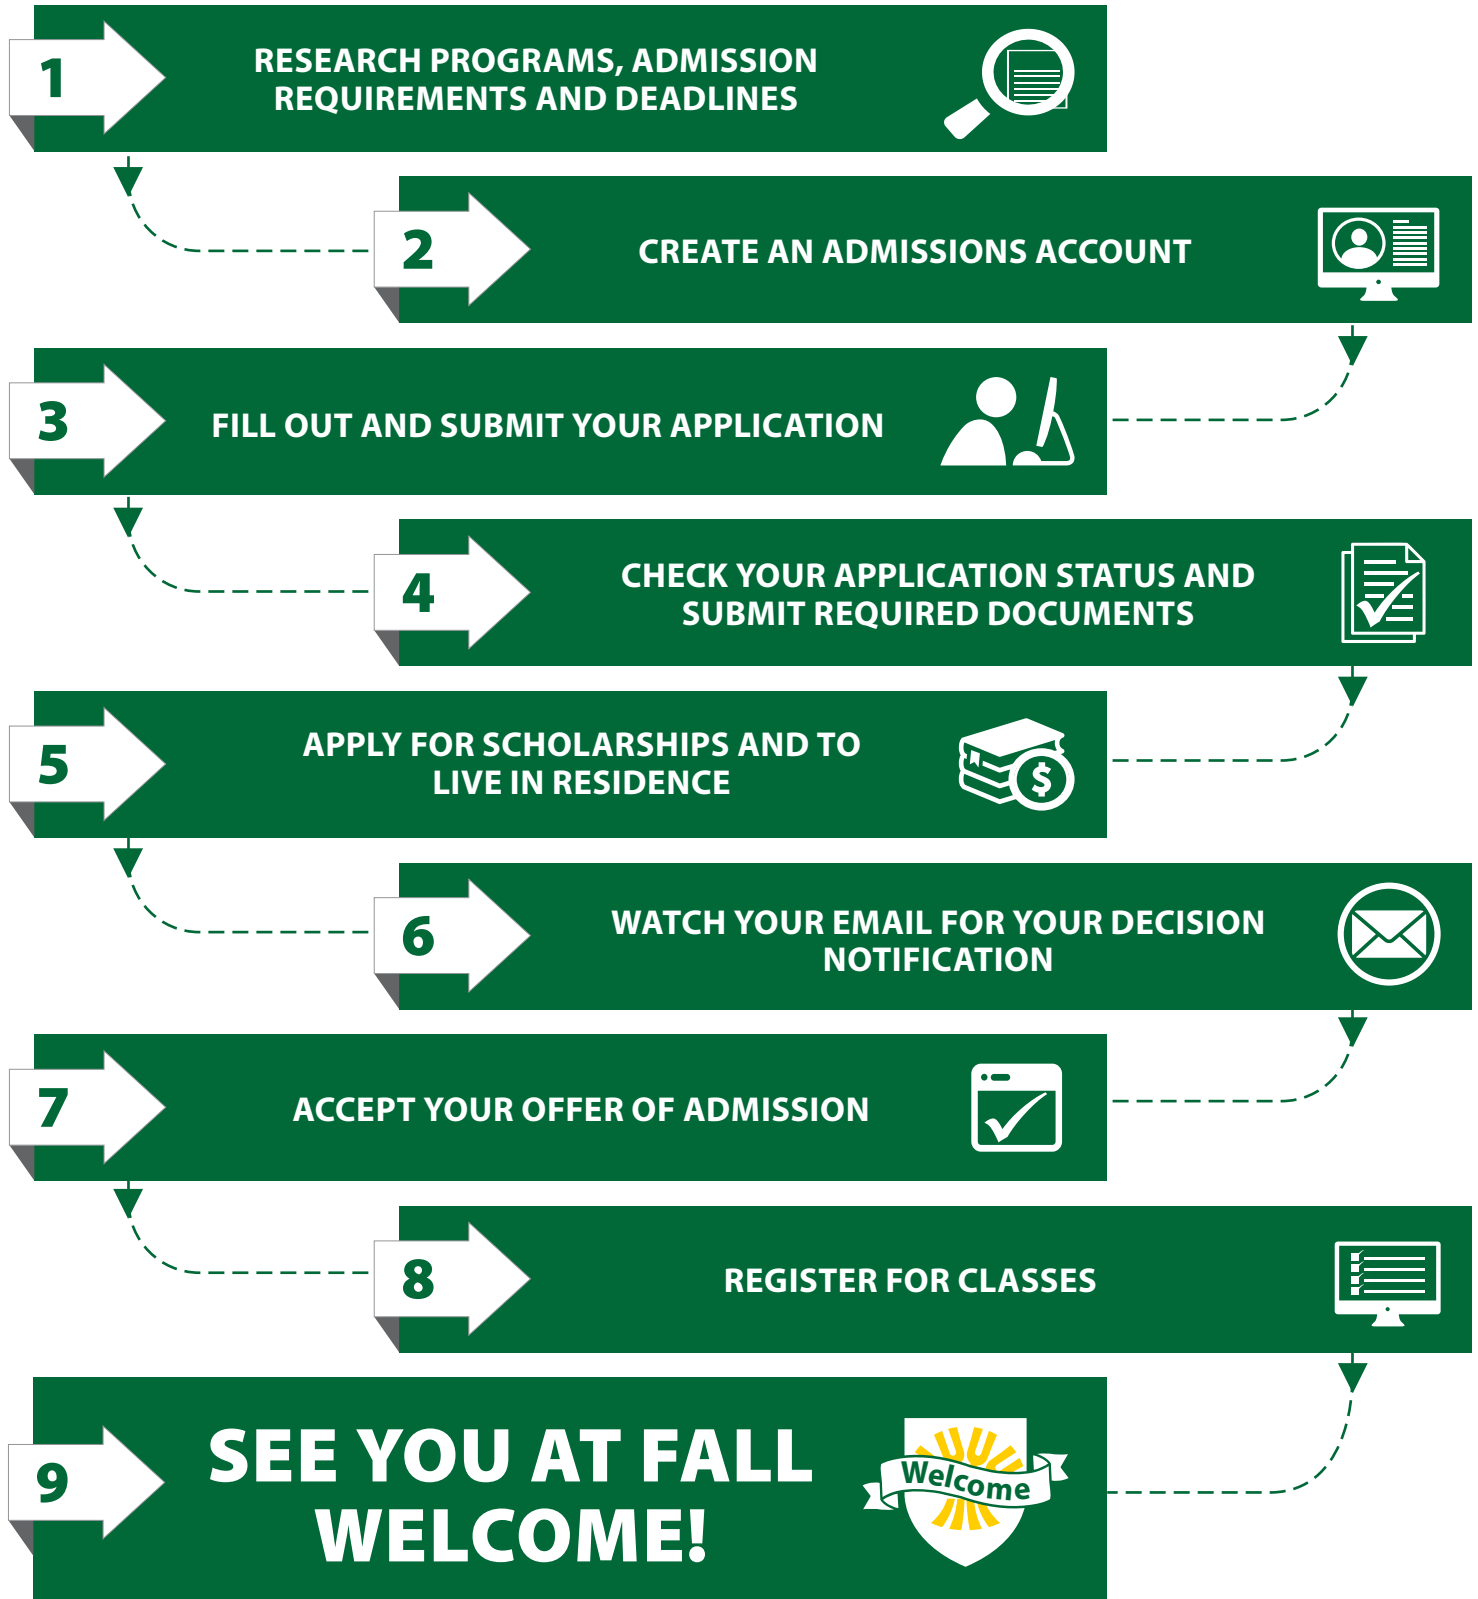 1
RESEARCH PROGRAMS, ADMISSION
REQUIREMENTS AND DEADLINES
2
CREATE AN ADMISSIONS ACCOUNT
3
FILL OUT AND SUBMIT YOUR APPLICATION
4
CHECK YOUR APPLICATION STATUS AND
SUBMIT REQUIRED DOCUMENTS
5
APPLY FOR SCHOLARSHIPS AND TO
LIVE IN RESIDENCE
$
6
WATCH YOUR EMAIL FOR YOUR DECISION
NOTIFICATION
7
ACCEPT YOUR OFFER OF ADMISSION
8
REGISTER FOR CLASSES
9
SEE YOU AT FALL
WELCOME!
Welcome